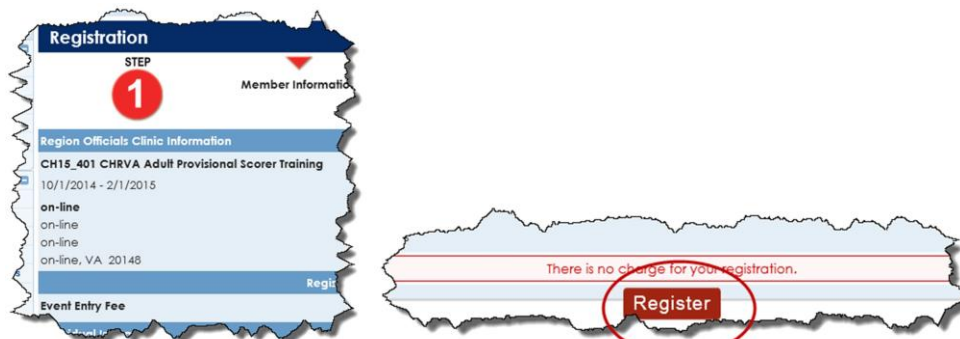 Registration
STEP
1
Member Informatio
Region Officials Clinic Information
CH15_401 CHRVA Adult Provisional Scorer Training
10/1/2014 - 2/1/2015
on-line
on-line
on-line
on-line, VA 20148
Regis
Event Entry Fee
There is no charge for your registration.
Register